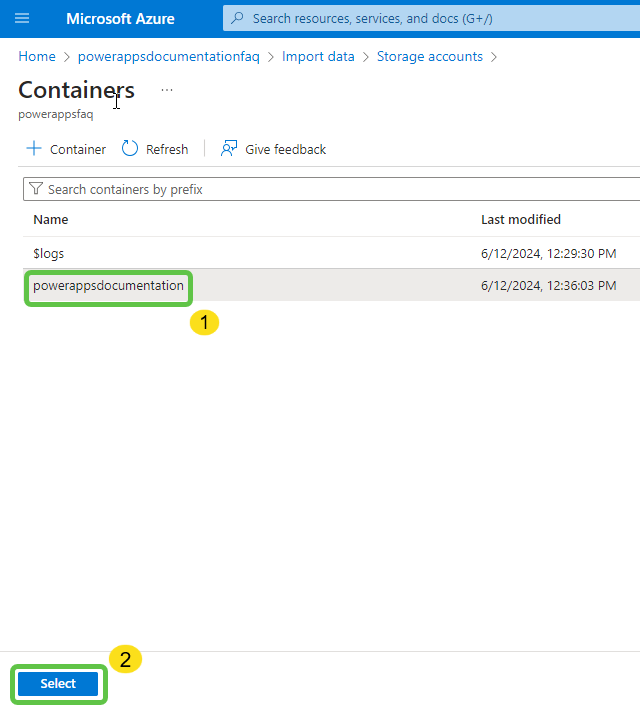 Microsoft Azure
Search resources, services, and docs (G+/)
Home > powerappsdocumentationfaq > Import data > Storage accounts >
Containers ...
powerappsfaq
+ Container Refresh Give feedback
Search containers by prefix
Name Last modified
$logs 6/12/2024, 12:29:30 PM
powerappsdocumentation 6/12/2024, 12:36:03 PM
1
2
Select